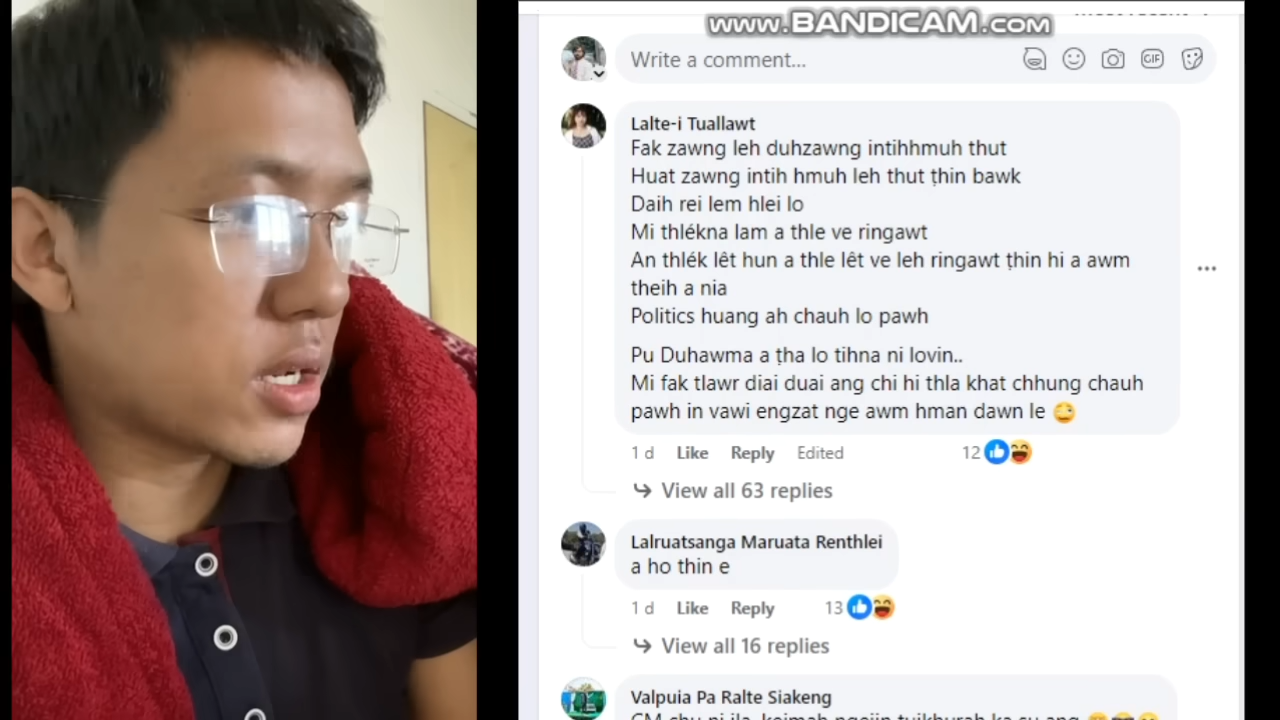 www.BANDICAM.com
Write a comment...
GIF
Lalte-i Tuallawt
Fak zawng leh duhzawng intihhmuh thut
Huat zawng intih hmuh leh thut ṭhin bawk
Daih rei lem hlei lo
Mi thlékna lam a thle ve ringawt
An thlék lêt hun a thle lêt ve leh ringawt ṭhin hi a awm
theih a nia
Politics huang ah chauh lo pawh
Pu Duhawma a ṭha lo tihna ni lovin..
Mi fak tlawr diai duai ang chi hi thla khat chhung chauh
pawh in vawi engzat nge awm hman dawn le
1 d Like Reply Edited 12
View all 63 replies
Lalruatsanga Maruata Renthlei
a ho thin e
1 d Like Reply 13
View all 16 replies
Valpuia Pa Ralte Siakeng